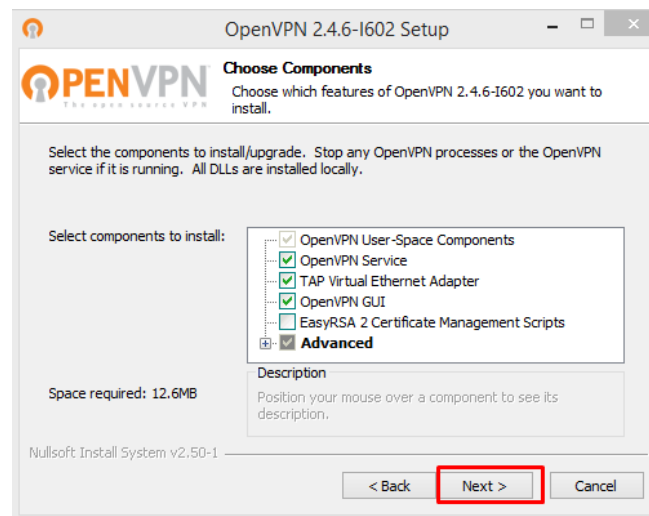 OpenVPN 2.4.6-I602 Setup
OPENVPN
The open source VPN
Choose Components
Choose which features of OpenVPN 2.4.6-I602 you want to
install.
Select the components to install/upgrade. Stop any OpenVPN processes or the OpenVPN
service if it is running. All DLLs are installed locally.
Select components to install:
OpenVPN User-Space Components
OpenVPN Service
TAP Virtual Ethernet Adapter
OpenVPN GUI
EasyRSA 2 Certificate Management Scripts
Advanced
Space required: 12.6MB
Description
Position your mouse over a component to see its
description.
Nullsoft Install System v2.50-1
< Back
Next >
Cancel